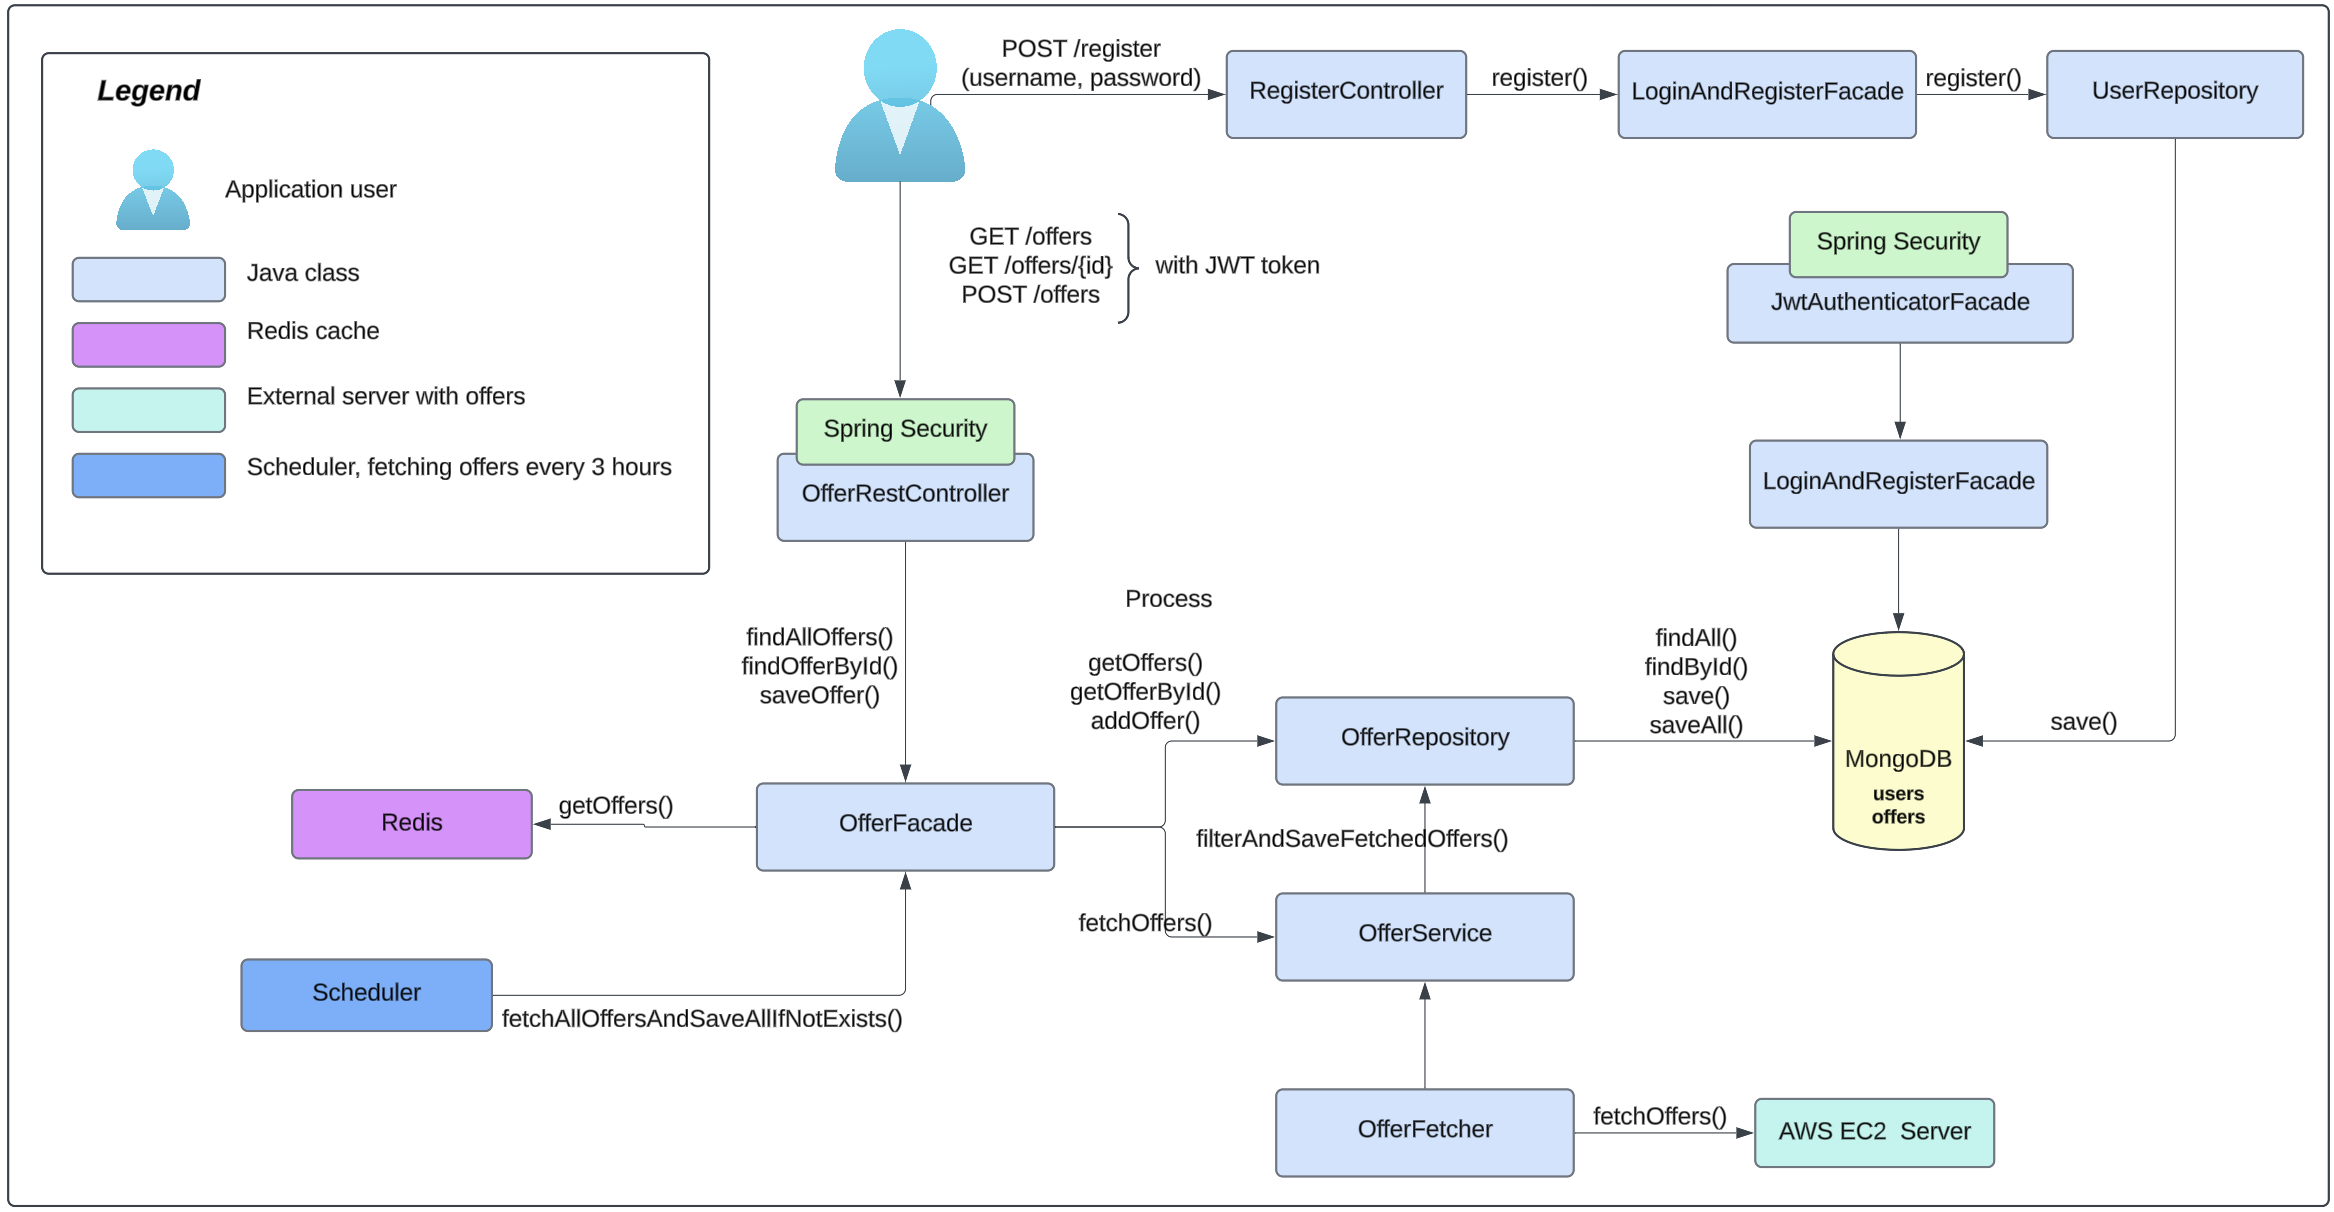 Legend
Application user
Java class
Redis cache
External server with offers
Scheduler, fetching offers every 3 hours
POST /register
(username, password)
RegisterController
register()
LoginAndRegisterFacade
register()
UserRepository
GET /offers
GET /offers/{id}
POST /offers
with JWT token
Spring Security
JwtAuthenticatorFacade
Spring Security
OfferRestController
LoginAndRegisterFacade
Process
findAllOffers()
findOfferById()
saveOffer()
getOffers()
getOfferById()
addOffer()
OfferRepository
findAll()
findById()
save()
saveAll()
MongoDB
users
offers
save()
Redis
getOffers()
OfferFacade
filterAndSaveFetchedOffers()
fetchOffers()
OfferService
Scheduler
fetchAllOffersAndSaveAllIfNotExists()
OfferFetcher
fetchOffers()
AWS EC2  Server